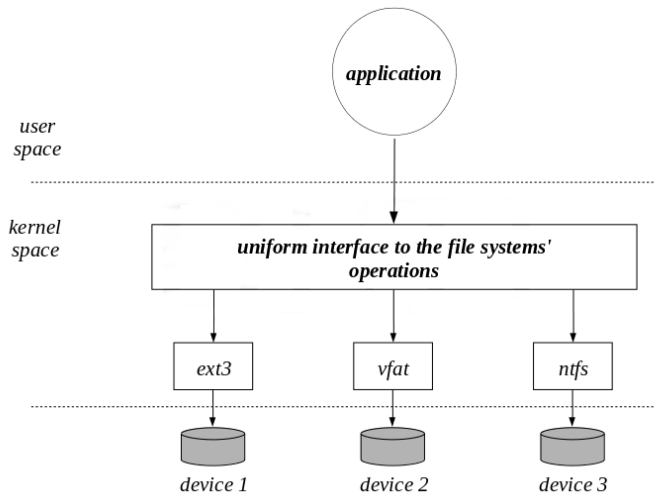 application
user
space
kernel
space
uniform interface to the file systems'
operations
ext3
vfat
ntfs
device 1
device 2
device 3